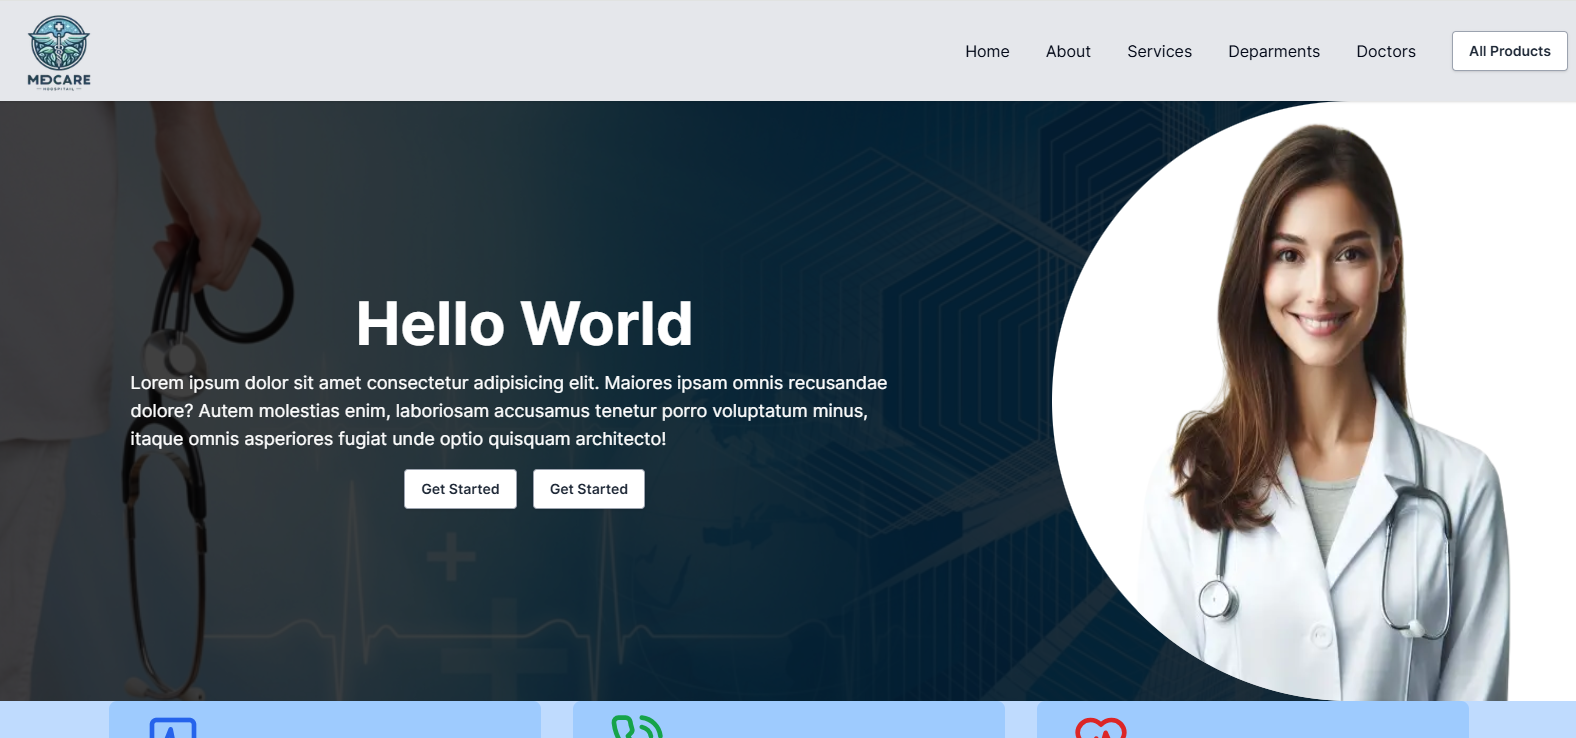 MEDCARE
Home About Services Deparments Doctors All Products
Hello World
Lorem ipsum dolor sit amet consectetur adipisicing elit. Maiores ipsam omnis recusandae
dolore? Autem molestias enim, laboriosam accusamus tenetur porro voluptatum minus,
itaque omnis asperiores fugiat unde optio quisquam architecto!
Get Started Get Started